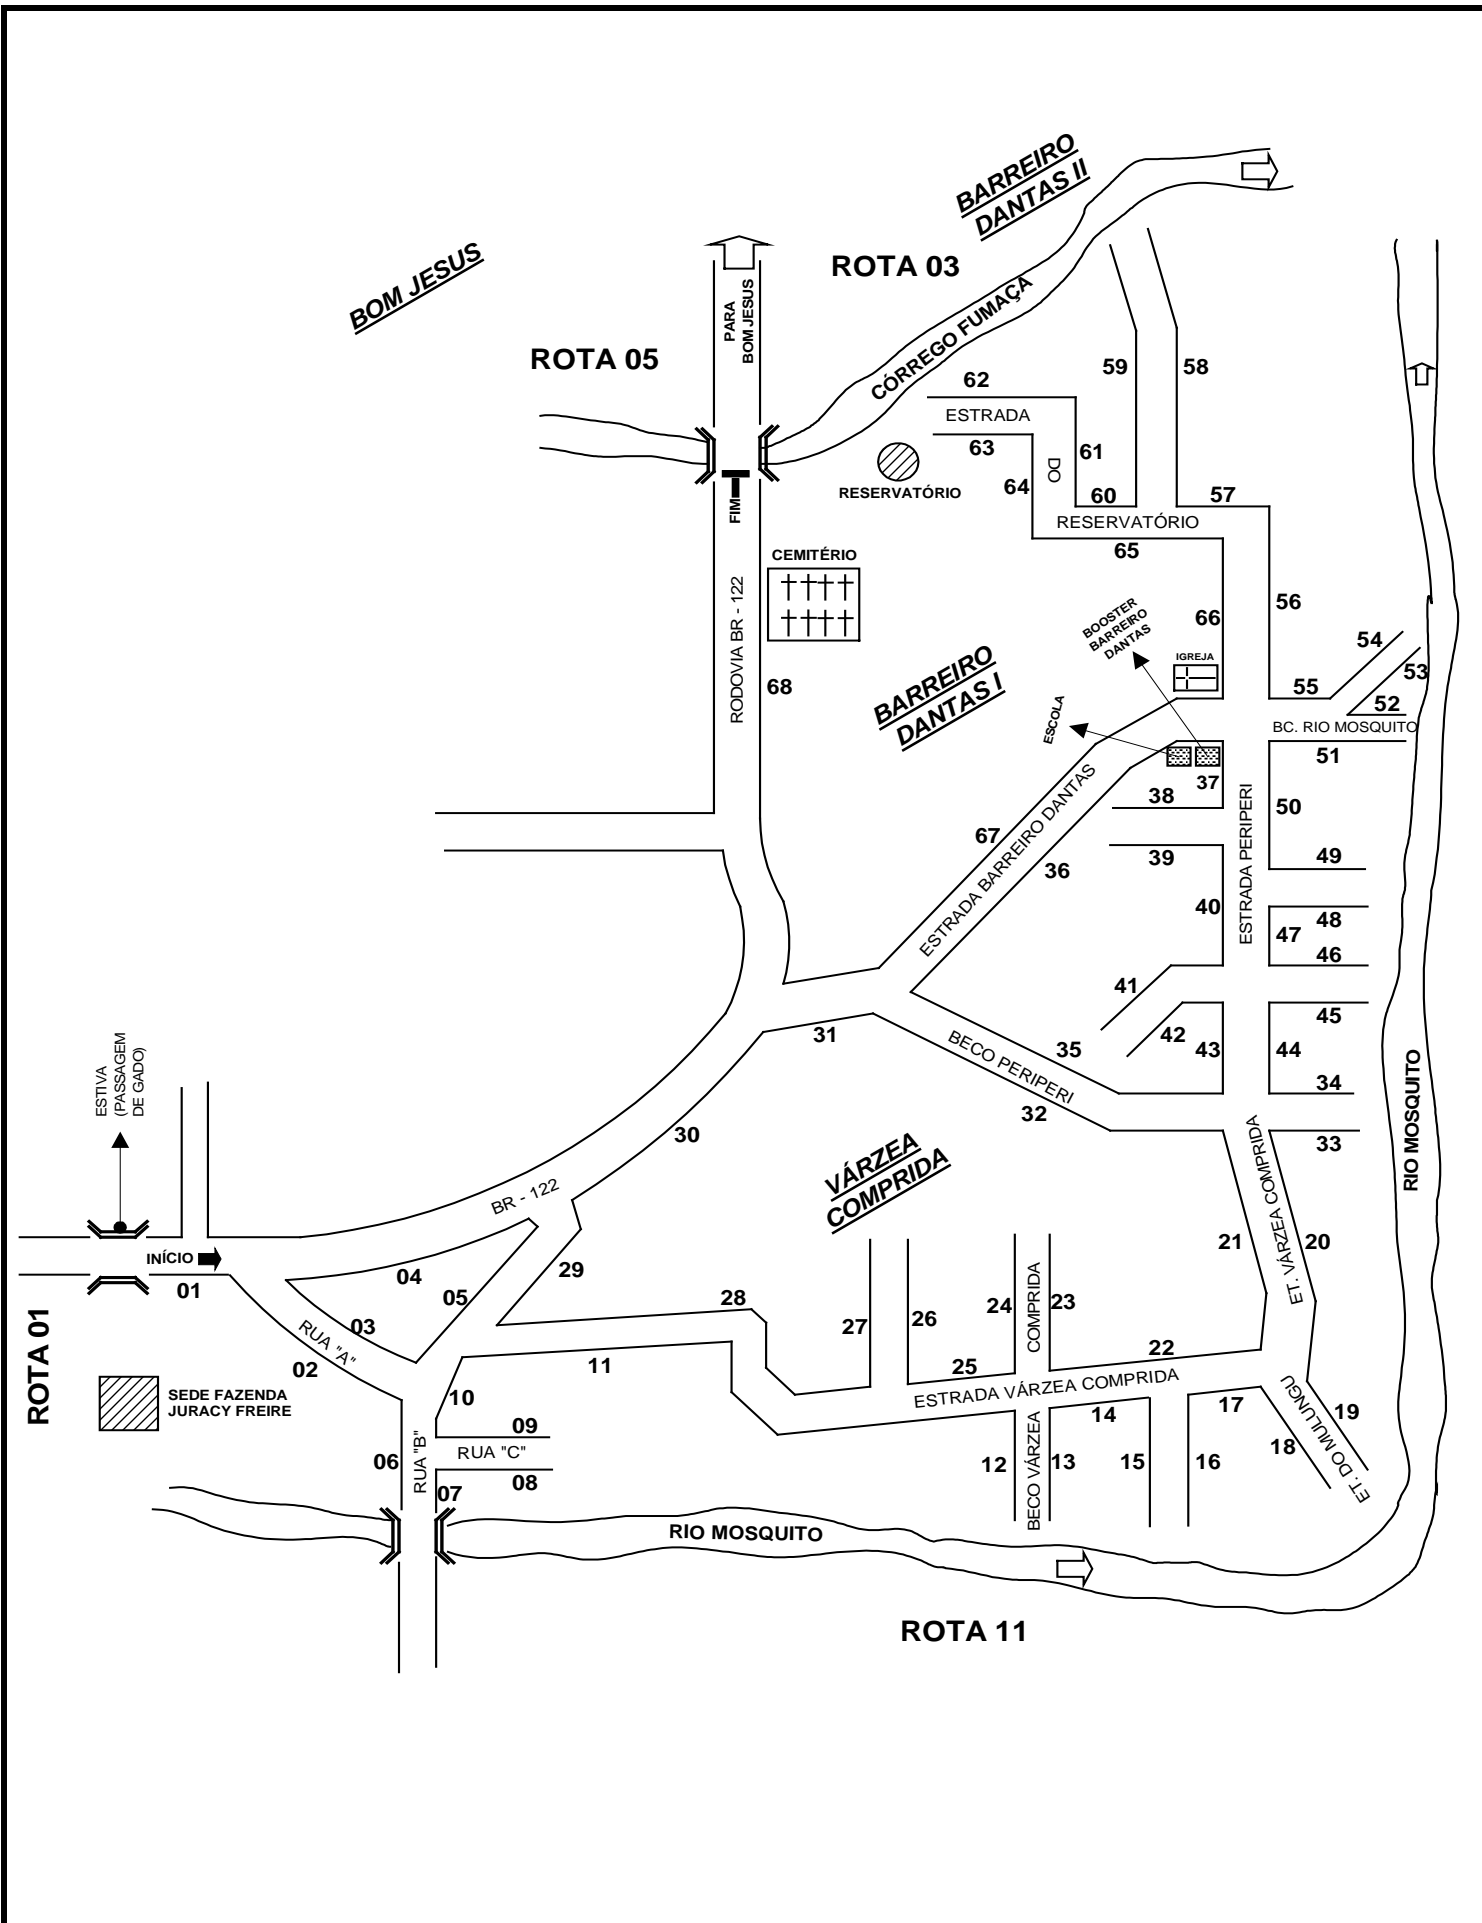 BARREIRO
DANTAS II
ROTA 03
BOM JESUS
PARA
BOM JESUS
CÓRREGO FUMAÇA
ROTA 05
62
59
58
ESTRADA
63
61
DO
64
60
57
RESERVATÓRIO
RESERVATÓRIO
65
FIM
CEMITÉRIO
RODOVIA BR - 122
68
56
66
BOOSTER
BARREIRO
DANTAS
IGREJA
54
53
55
52
BC. RIO MOSQUITO
51
BARREIRO
DANTAS I
ESCOLA
37
38
50
67
ESTRADA BARREIRO DANTAS
36
39
49
ESTRADA PERIPERI
40
48
47
46
41
45
42
43
44
31
BECO PERIPERI
35
34
32
33
RIO MOSQUITO
ESTIVA
(PASSAGEM
DE GADO)
30
VÁRZEA
COMPRIDA
BR - 122
INÍCIO
01
04
05
29
03
RUA "A"
02
ROTA 01
21
ET. VÁRZEA COMPRIDA
20
28
27
26
24
COMPRIDA
23
22
11
25
ESTRADA VÁRZEA COMPRIDA
SEDE FAZENDA
JURACY FREIRE
10
09
RUA "C"
08
06
RUA "B"
07
14
17
19
ET. DO MULUNGU
18
12
BECO VÁRZEA
13
15
16
RIO MOSQUITO
ROTA 11